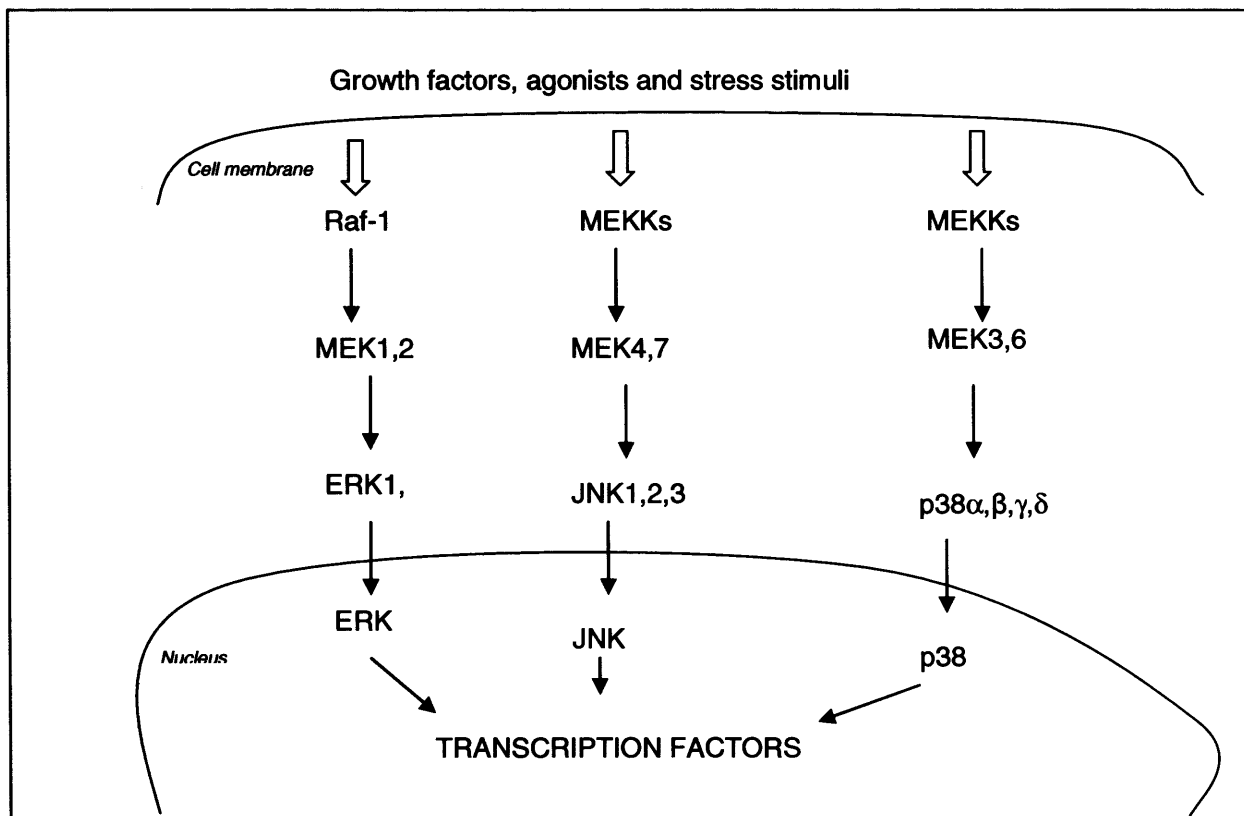 Growth factors, agonists and stress stimuli
Cell membrane
Raf-1
MEKKs
MEKKs
MEK1,2
MEK4,7
MEK3,6
ERK1,
JNK1,2,3
p38α,β,γ,δ
ERK
JNK
p38
Nucleus
TRANSCRIPTION FACTORS